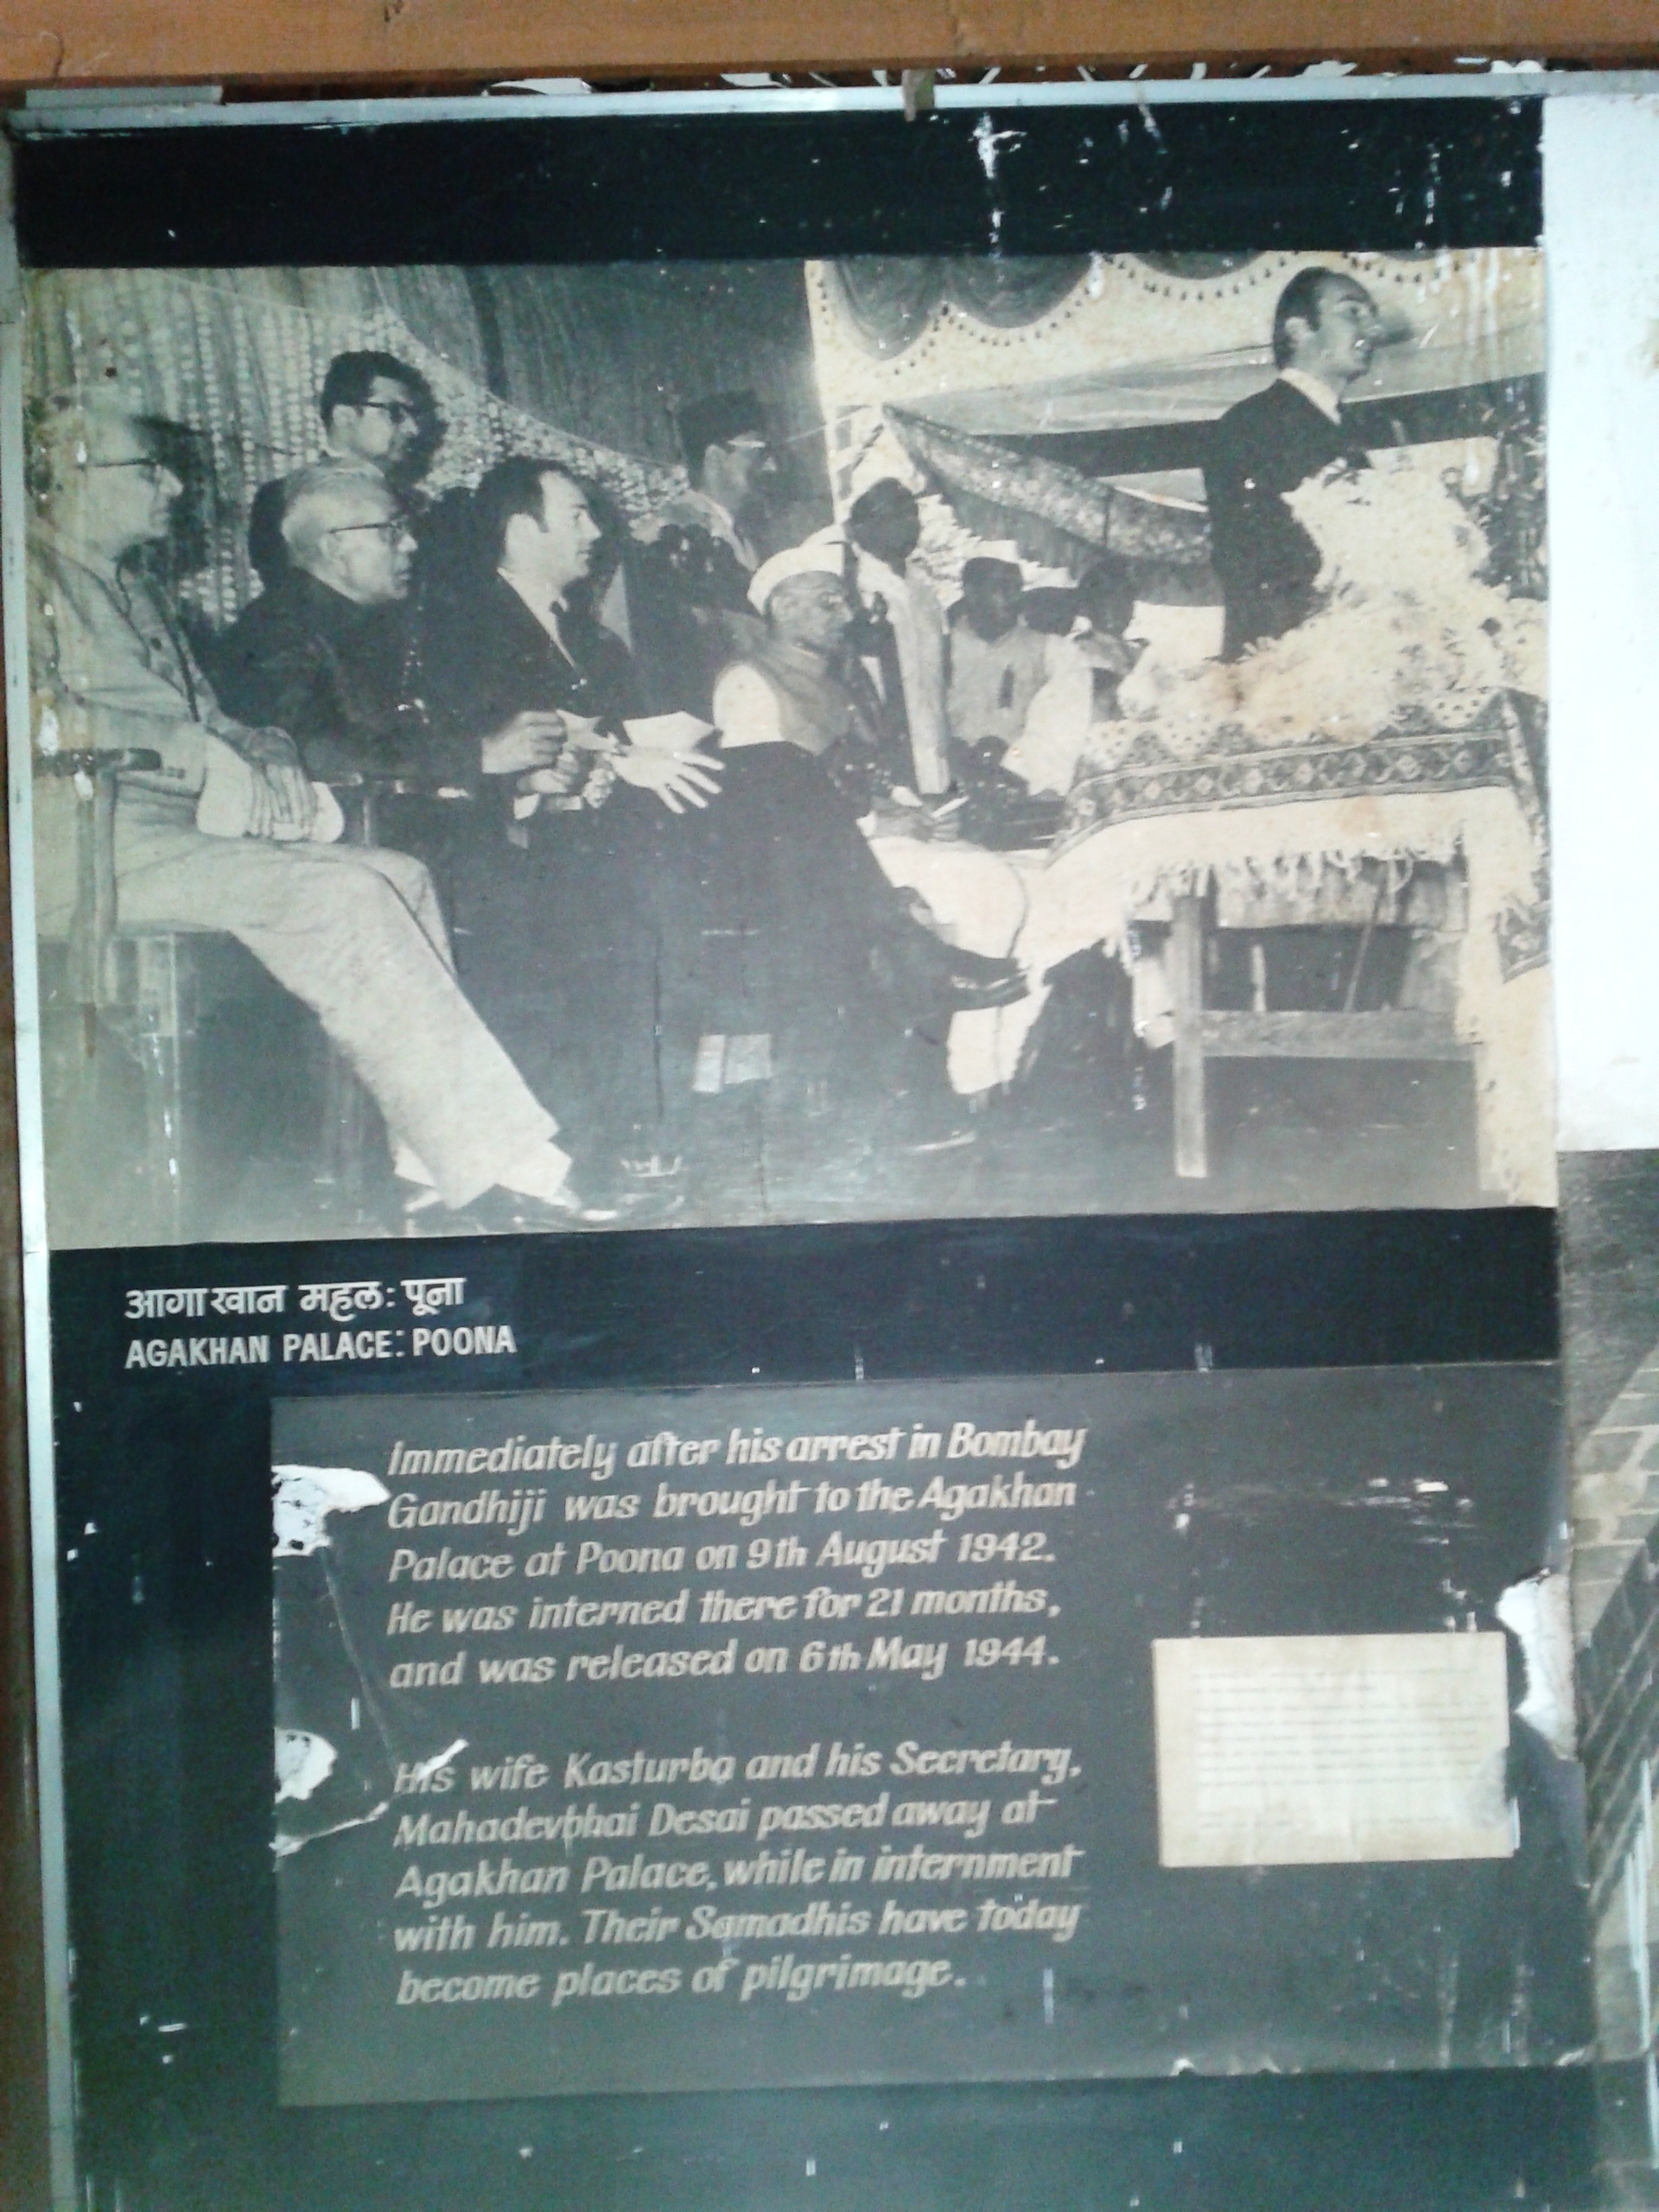 आगाखान महल: पूना
AGAKHAN PALACE: POONA
Immediately after his arrest in Bombay
Gandhiji was brought to the Agakhan
Palace at Poona on 9th August 1942.
He was interned there for 21 months,
and was released on 6th May 1944.
His wife Kasturba and his Secretary,
Mahadevbhai Desai passed away at
Agakhan Palace, while in internment
with him. Their Samadhis have today
become places of pilgrimage.